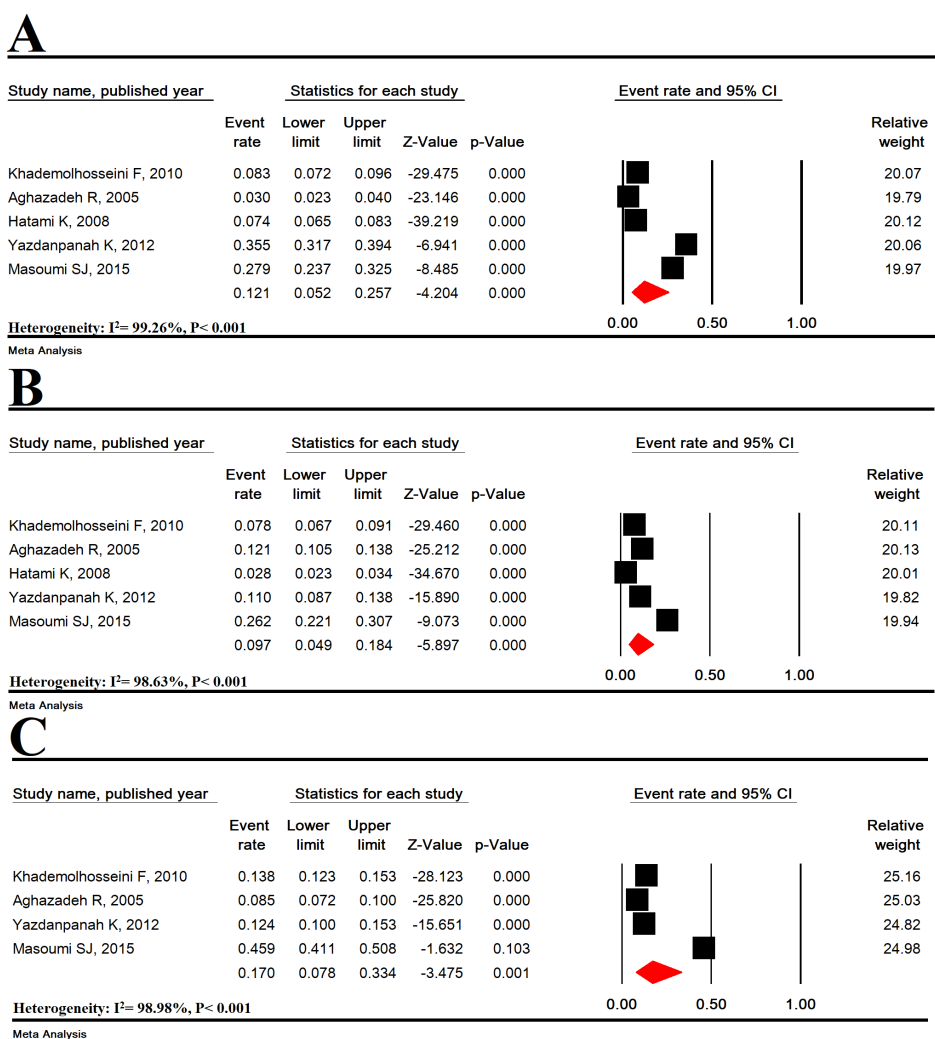 A
Study name, published year Statistics for each study Event rate and 95% CI
Event Lower Upper Relative
rate limit limit Z-Value p-Value weight
Khademolhosseini F, 2010 0.083 0.072 0.096 -29.475 0.000 20.07
Aghazadeh R, 2005 0.030 0.023 0.040 -23.146 0.000 19.79
Hatami K, 2008 0.074 0.065 0.083 -39.219 0.000 20.12
Yazdanpanah K, 2012 0.355 0.317 0.394 -6.941 0.000 20.06
Masoumi SJ, 2015 0.279 0.237 0.325 -8.485 0.000 19.97
0.121 0.052 0.257 -4.204 0.000
0.00 0.50 1.00
Heterogeneity: I²= 99.26%, P< 0.001
Meta Analysis
B
Study name, published year Statistics for each study Event rate and 95% CI
Event Lower Upper Relative
rate limit limit Z-Value p-Value weight
Khademolhosseini F, 2010 0.078 0.067 0.091 -29.460 0.000 20.11
Aghazadeh R, 2005 0.121 0.105 0.138 -25.212 0.000 20.13
Hatami K, 2008 0.028 0.023 0.034 -34.670 0.000 20.01
Yazdanpanah K, 2012 0.110 0.087 0.138 -15.890 0.000 19.82
Masoumi SJ, 2015 0.262 0.221 0.307 -9.073 0.000 19.94
0.097 0.049 0.184 -5.897 0.000
0.00 0.50 1.00
Heterogeneity: I²= 98.63%, P< 0.001
Meta Analysis
C
Study name, published year Statistics for each study Event rate and 95% CI
Event Lower Upper Relative
rate limit limit Z-Value p-Value weight
Khademolhosseini F, 2010 0.138 0.123 0.153 -28.123 0.000 25.16
Aghazadeh R, 2005 0.085 0.072 0.100 -25.820 0.000 25.03
Yazdanpanah K, 2012 0.124 0.100 0.153 -15.651 0.000 24.82
Masoumi SJ, 2015 0.459 0.411 0.508 -1.632 0.103 24.98
0.170 0.078 0.334 -3.475 0.001
0.00 0.50 1.00
Heterogeneity: I²= 98.98%, P< 0.001
Meta Analysis